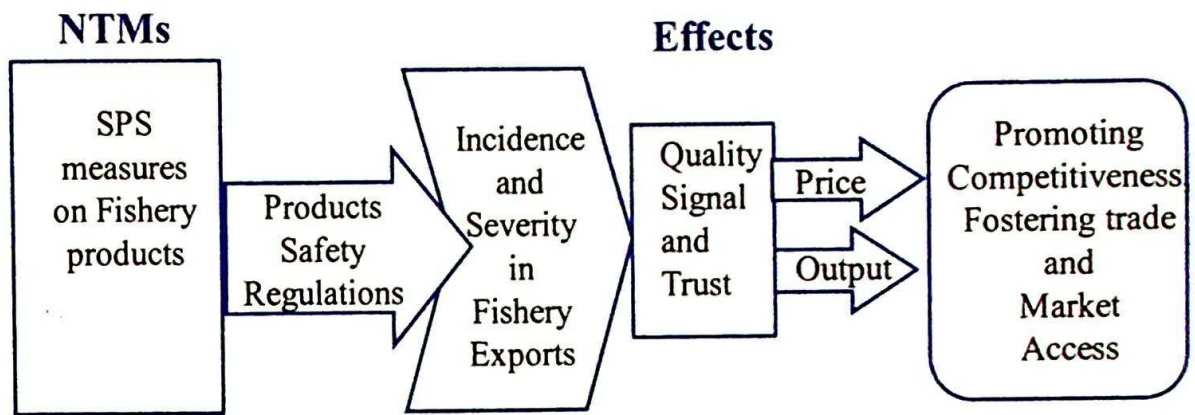 NTMs
Effects
SPS
measures
on Fishery
products
Products
Safety
Regulations
Incidence
and
Severity
in
Fishery
Exports
Quality
Signal
and
Trust
Price
Output
Promoting
Competitiveness
Fostering trade
and
Market
Access